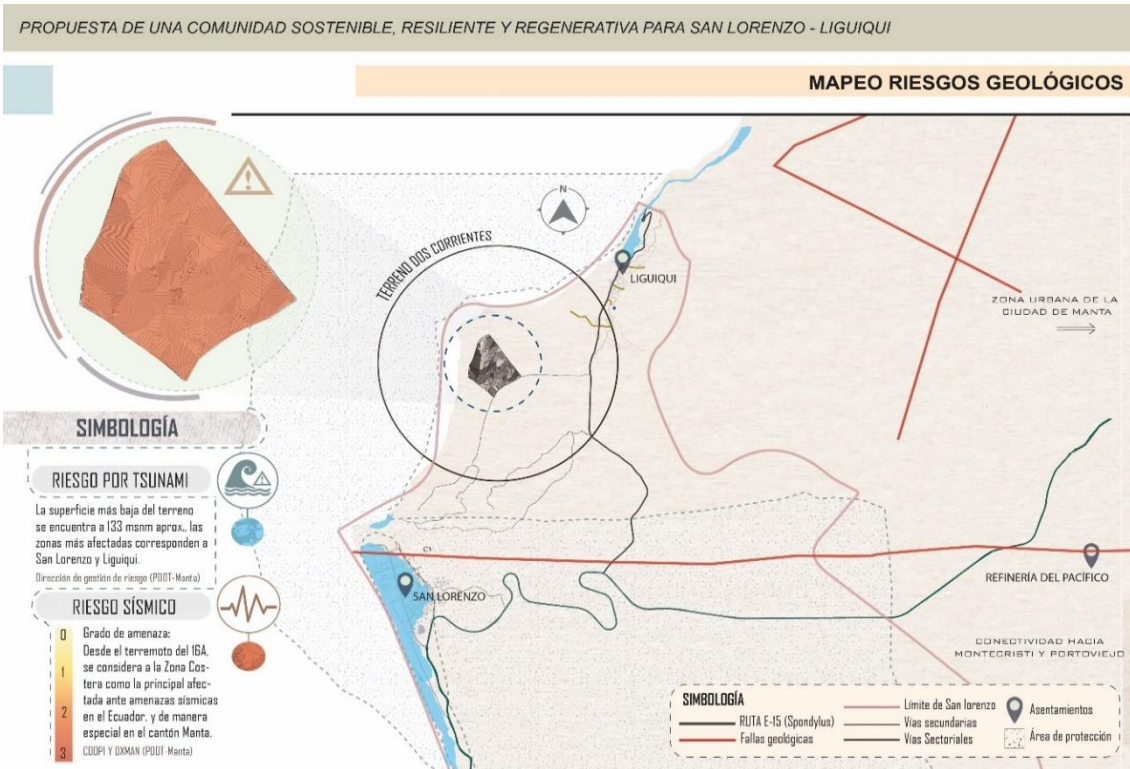 PROPUESTA DE UNA COMUNIDAD SOSTENIBLE, RESILIENTE Y REGENERATIVA PARA SAN LORENZO - LIGUIQUI
MAPEO RIESGOS GEOLÓGICOS
N
TERRENO DOS CORRIENTES
LIGUIQUI
ZONA URBANA DE LA
CIUDAD DE MANTA
SIMBOLOGÍA
RIESGO POR TSUNAMI
La superficie más baja del terreno
se encuentra a 133 msnm aprox., las
zonas más afectadas corresponden a
San Lorenzo y Liguiqui.
Dirección de gestión de riesgo (PDOT-Manta)
RIESGO SÍSMICO
0
1
2
3
Grado de amenaza:
Desde el terremoto del 16A,
se considera a la Zona Cos-
tera como la principal afec-
tada ante amenazas sísmicas
en el Ecuador. y de manera
especial en el cantón Manta.
COOPI Y OXMAN (PDOT-Manta)
SAN LORENZO
REFINERÍA DEL PACÍFICO
CONECTIVIDAD HACIA
MONTECRISTI Y PORTOVIEJO
SIMBOLOGÍA
RUTA E-15 (Spondylus)
Fallas geológicas
Límite de San lorenzo
Vías secundarias
Vías Sectoriales
Asentamientos
Área de protección